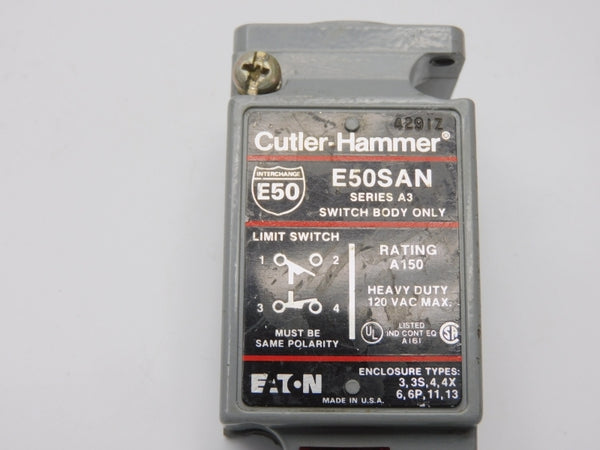 4291Z
Cutler-Hammer®
INTERCHANGE
E50
E50SAN
SERIES A3
SWITCH BODY ONLY
LIMIT SWITCH
1 2
3 4
MUST BE
SAME POLARITY
RATING
A150
HEAVY DUTY
120 VAC MAX.
UL
LISTED
IND CONT EQ
A161
SA
EATON
MADE IN U.S.A.
ENCLOSURE TYPES:
3, 3S, 4, 4X
6, 6P, 11, 13